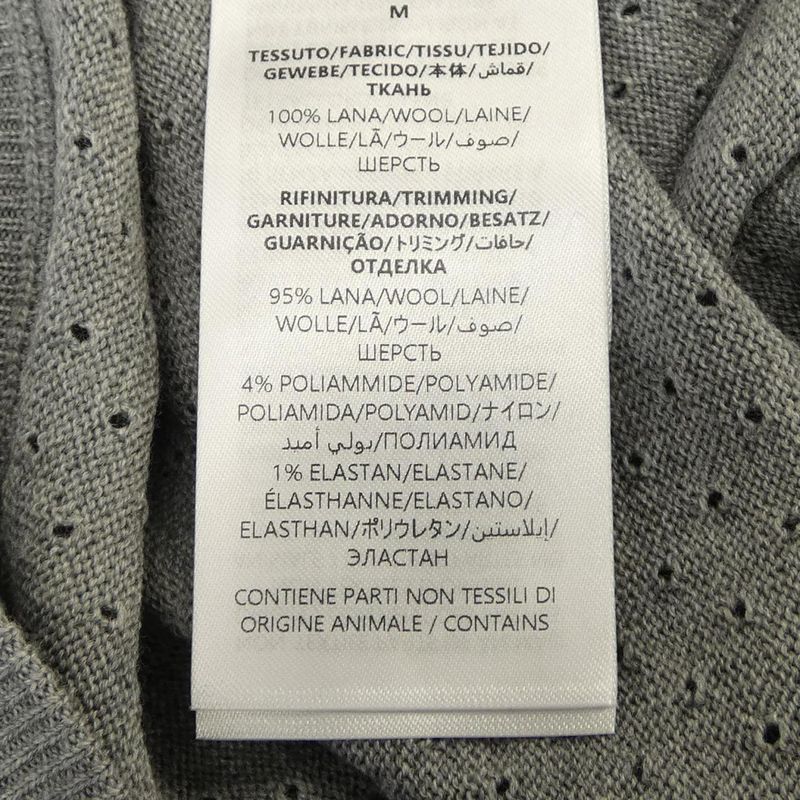 M
TESSUTO/FABRIC/TISSU/TEJIDO/
GEWEBE/TECIDO/本体/قماش/
ТКАНЬ
100% LANA/WOOL/LAINE/
WOLLE/LÃ/ウール/صوف/
ШЕРСТЬ
RIFINITURA/TRIMMING/
GARNITURE/ADORNO/BESATZ/
GUARNIÇÃO/トリミング/حافات/
ОТДЕЛКА
95% LANA/WOOL/LAINE/
WOLLE/LÃ/ウール/صوف/
ШЕРСТЬ
4% POLIAMMIDE/POLYAMIDE/
POLIAMIDA/POLYAMID/ナイロン/
بولي أميد/ПОЛИАМИД
1% ELASTAN/ELASTANE/
ÉLASTHANNE/ELASTANO/
ELASTHAN/ポリウレタン/إيلاستين/
ЭЛАСТАН
CONTIENE PARTI NON TESSILI DI
ORIGINE ANIMALE / CONTAINS